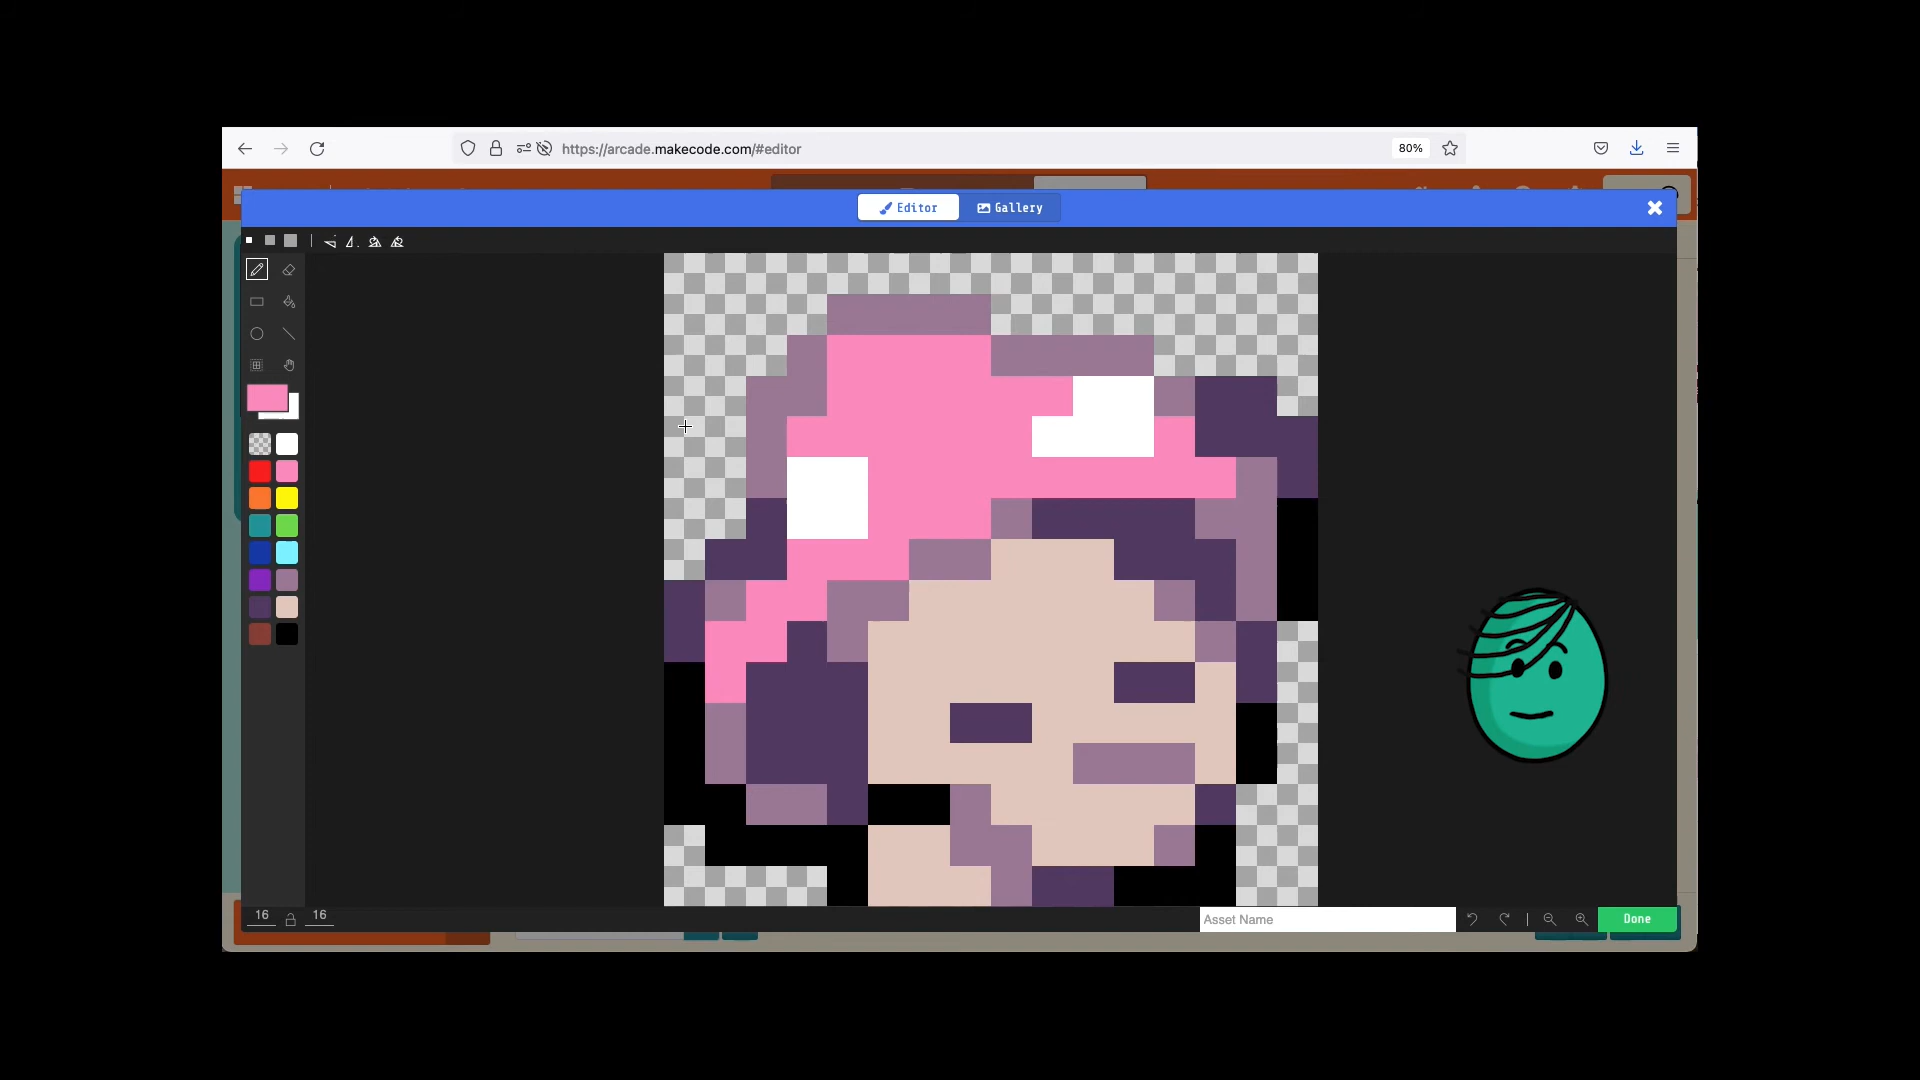 https://arcade.makecode.com/#editor
80%
Editor
Gallery
16
16
Asset Name
Done